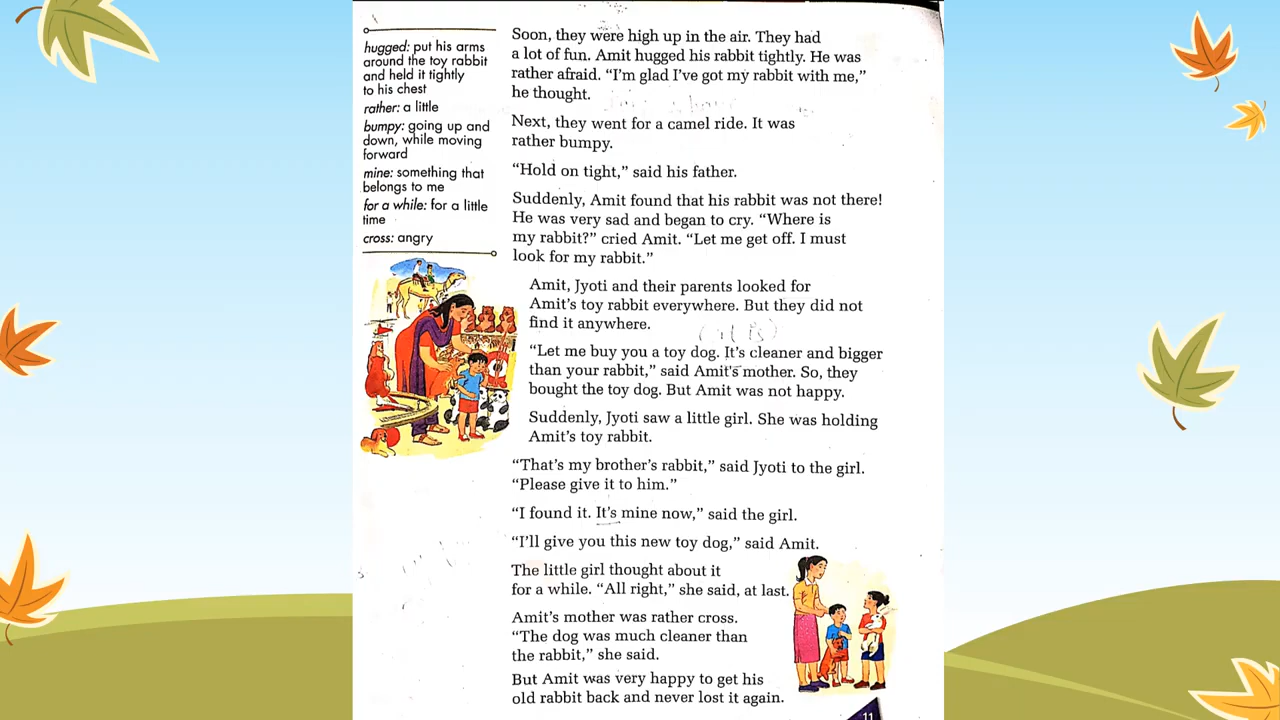 hugged: put his arms
around the toy rabbit
and held it tightly
to his chest
rather: a little
bumpy: going up and
down, while moving
forward
mine: something that
belongs to me
for a while: for a little
time
cross: angry
Soon, they were high up in the air. They had
a lot of fun. Amit hugged his rabbit tightly. He was
rather afraid. “I’m glad I’ve got my rabbit with me,”
he thought.
Next, they went for a camel ride. It was
rather bumpy.
“Hold on tight,” said his father.
Suddenly, Amit found that his rabbit was not there!
He was very sad and began to cry. “Where is
my rabbit?” cried Amit. “Let me get off. I must
look for my rabbit.”
Amit, Jyoti and their parents looked for
Amit’s toy rabbit everywhere. But they did not
find it anywhere.
(it is)
“Let me buy you a toy dog. It’s cleaner and bigger
than your rabbit,” said Amit’s mother. So, they
bought the toy dog. But Amit was not happy.
Suddenly, Jyoti saw a little girl. She was holding
Amit’s toy rabbit.
“That’s my brother’s rabbit,” said Jyoti to the girl.
“Please give it to him.”
“I found it. It’s mine now,” said the girl.
“I’ll give you this new toy dog,” said Amit.
The little girl thought about it
for a while. “All right,” she said, at last.
Amit’s mother was rather cross.
“The dog was much cleaner than
the rabbit,” she said.
But Amit was very happy to get his
old rabbit back and never lost it again.
11